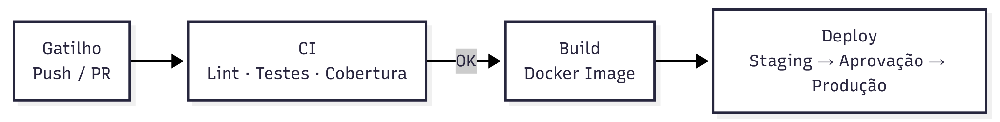 Gatilho
Push / PR
CI
Lint · Testes · Cobertura
OK
Build
Docker Image
Deploy
Staging → Aprovação →
Produção